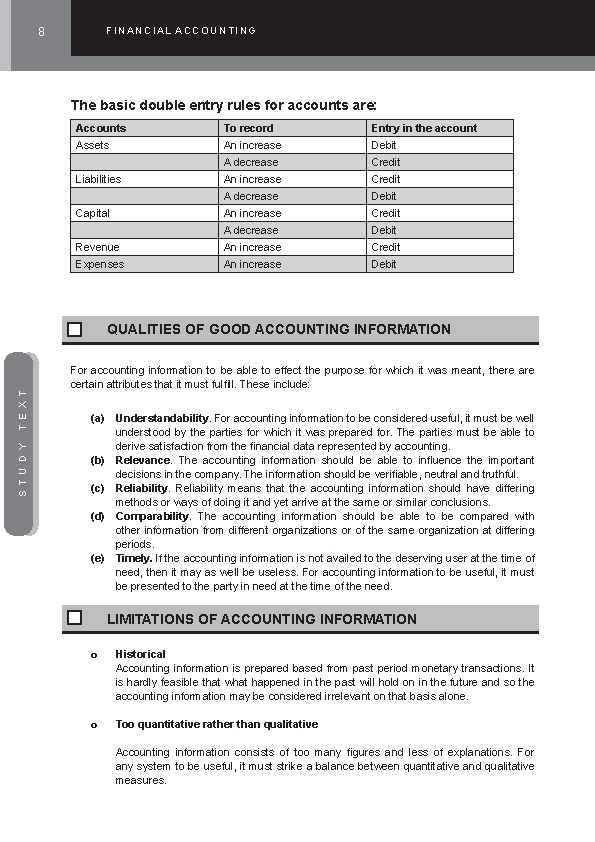 8
FINANCIAL ACCOUNTING
The basic double entry rules for accounts are:
Accounts To record Entry in the account
Assets An increase Debit
A decrease Credit
Liabilities An increase Credit
A decrease Debit
Capital An increase Credit
A decrease Debit
Revenue An increase Credit
Expenses An increase Debit
QUALITIES OF GOOD ACCOUNTING INFORMATION
For accounting information to be able to effect the purpose for which it was meant, there are
certain attributes that it must fulfill. These include:
(a) Understandability. For accounting information to be considered useful, it must be well
understood by the parties for which it was prepared for. The parties must be able to
derive satisfaction from the financial data represented by accounting.
(b) Relevance. The accounting information should be able to influence the important
decisions in the company. The information should be verifiable, neutral and truthful.
(c) Reliability. Reliability means that the accounting information should have differing
methods or ways of doing it and yet arrive at the same or similar conclusions.
(d) Comparability. The accounting information should be able to be compared with
other information from different organizations or of the same organization at differing
periods.
(e) Timely. If the accounting information is not availed to the deserving user at the time of
need, then it may as well be useless. For accounting information to be useful, it must
be presented to the party in need at the time of the need.
LIMITATIONS OF ACCOUNTING INFORMATION
o Historical
Accounting information is prepared based from past period monetary transactions. It
is hardly feasible that what happened in the past will hold on in the future and so the
accounting information may be considered irrelevant on that basis alone.
o Too quantitative rather than qualitative
Accounting information consists of too many figures and less of explanations. For
any system to be useful, it must strike a balance between quantitative and qualitative
measures.
STUDY TEXT